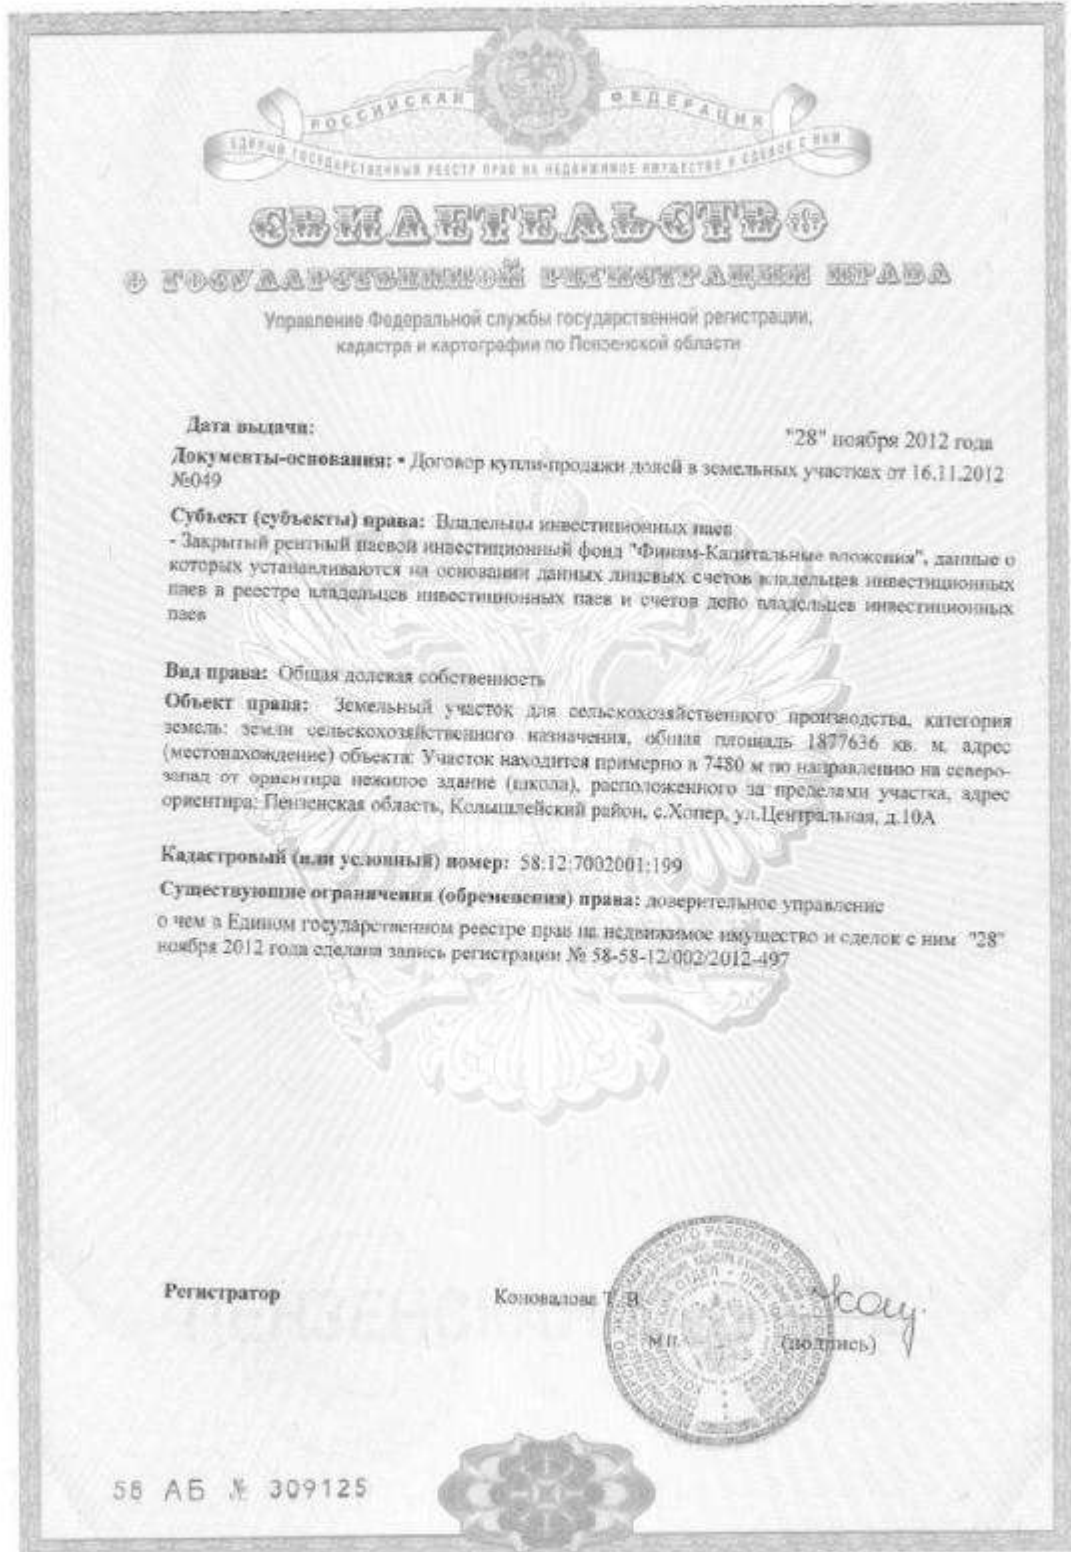 РОССИЙСКАЯ ФЕДЕРАЦИЯ
ЕДИНЫЙ ГОСУДАРСТВЕННЫЙ РЕЕСТР ПРАВ НА НЕДВИЖИМОЕ ИМУЩЕСТВО И СДЕЛОК С НИМ
СВИДЕТЕЛЬСТВО
О ГОСУДАРСТВЕННОЙ РЕГИСТРАЦИИ ПРАВА
Управление Федеральной службы государственной регистрации,
кадастра и картографии по Пензенской области
Дата выдачи:
"28" ноября 2012 года
Документы-основания: • Договор купли-продажи долей в земельных участках от 16.11.2012
№049
Субъект (субъекты) права: Владельцы инвестиционных паев
- Закрытый рентный паевой инвестиционный фонд "Финам-Капитальные вложения", данные о
которых устанавливаются на основании данных лицевых счетов владельцев инвестиционных
паев в реестре владельцев инвестиционных паев и счетов депо владельцев инвестиционных
паев
Вид права: Общая долевая собственность
Объект права: Земельный участок для сельскохозяйственного производства, категория
земель: земли сельскохозяйственного назначения, общая площадь 1877636 кв. м, адрес
(местонахождение) объекта: Участок находится примерно в 7480 м по направлению на северо-
запад от ориентира нежилое здание (школа), расположенного за пределами участка, адрес
ориентира: Пензенская область, Колышлейский район, с.Хопер, ул.Центральная, д.10А
Кадастровый (или условный) номер: 58:12:7002001:199
Существующие ограничения (обременения) права: доверительное управление
о чем в Едином государственном реестре прав на недвижимое имущество и сделок с ним "28"
ноября 2012 года сделана запись регистрации № 58-58-12/002/2012-497
Регистратор
Коновалова Т. В.
М.П.
(подпись)
58 АБ № 309125